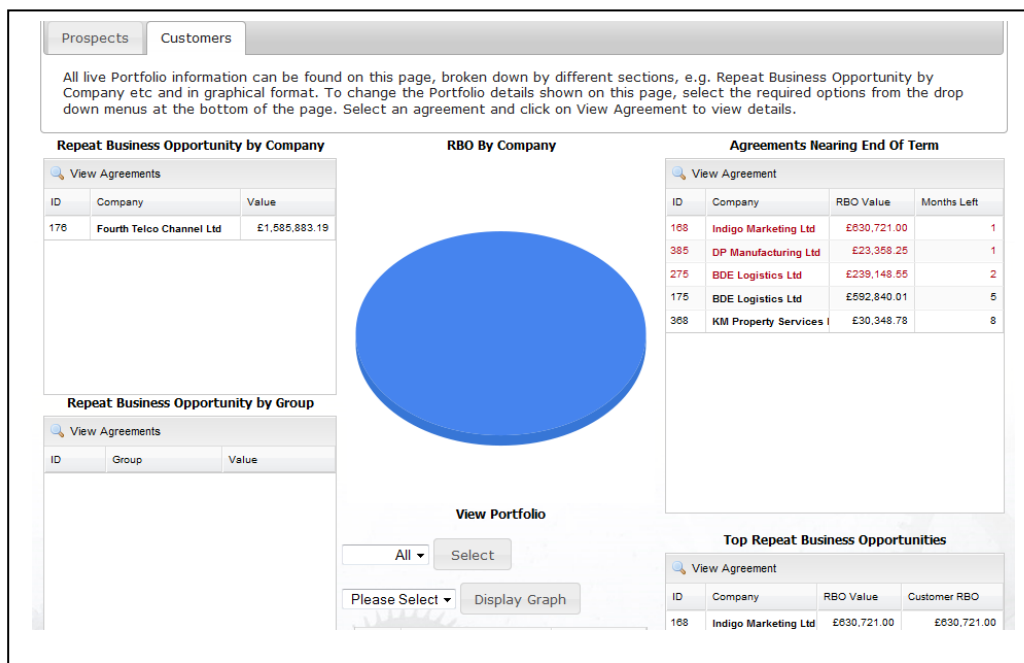 Prospects Customers
All live Portfolio information can be found on this page, broken down by different sections, e.g. Repeat Business Opportunity by
Company etc and in graphical format. To change the Portfolio details shown on this page, select the required options from the drop
down menus at the bottom of the page. Select an agreement and click on View Agreement to view details.
Repeat Business Opportunity by Company
View Agreements
ID Company Value
176 Fourth Telco Channel Ltd £1,585,883.19
Repeat Business Opportunity by Group
View Agreements
ID Group Value
RBO By Company
View Portfolio
All Select
Please Select Display Graph
Agreements Nearing End Of Term
View Agreement
ID Company RBO Value Months Left
168 Indigo Marketing Ltd £630,721.00 1
385 DP Manufacturing Ltd £23,358.25 1
275 BDE Logistics Ltd £239,148.55 2
175 BDE Logistics Ltd £592,840.01 5
368 KM Property Services £30,348.78 8
Top Repeat Business Opportunities
View Agreement
ID Company RBO Value Customer RBO
168 Indigo Marketing Ltd £630,721.00 £630,721.00